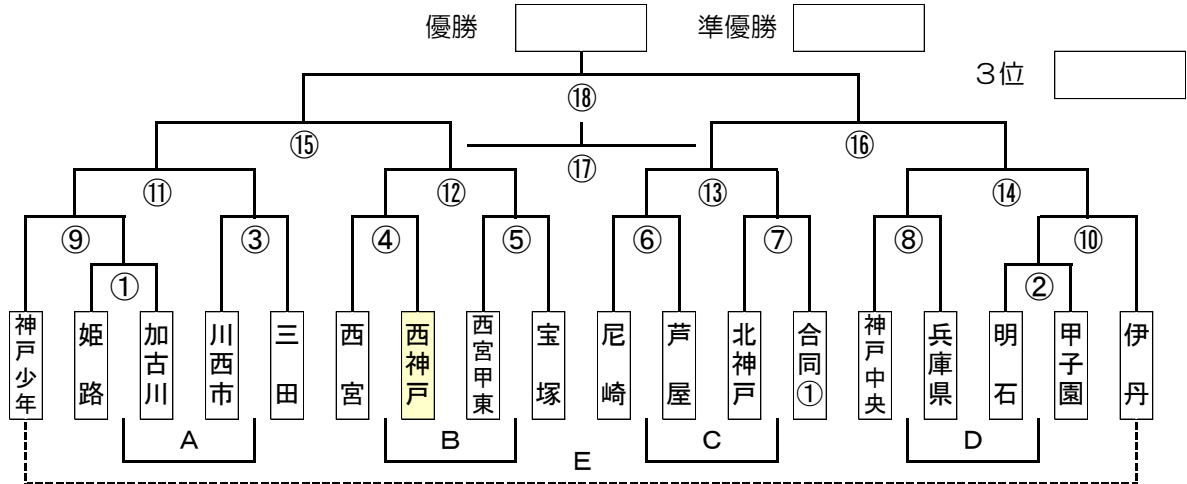 優勝
準優勝
３位
⑱
⑮
⑰
⑯
⑪
⑫
⑬
⑭
⑨
③
④
⑤
⑥
⑦
⑧
⑩
①
②
神戸少年
姫路
加古川
川西市
三田
西宮
西神戸
西宮甲東
宝塚
尼崎
芦屋
北神戸
合同①
神戸中央
兵庫県
明石
甲子園
伊丹
A
B
C
D
E